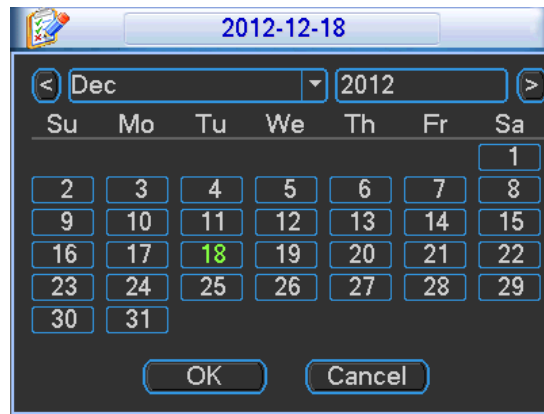 2012-12-18
< Dec 2012 >
Su Mo Tu We Th Fr Sa
1
2 3 4 5 6 7 8
9 10 11 12 13 14 15
16 17 18 19 20 21 22
23 24 25 26 27 28 29
30 31
OK Cancel